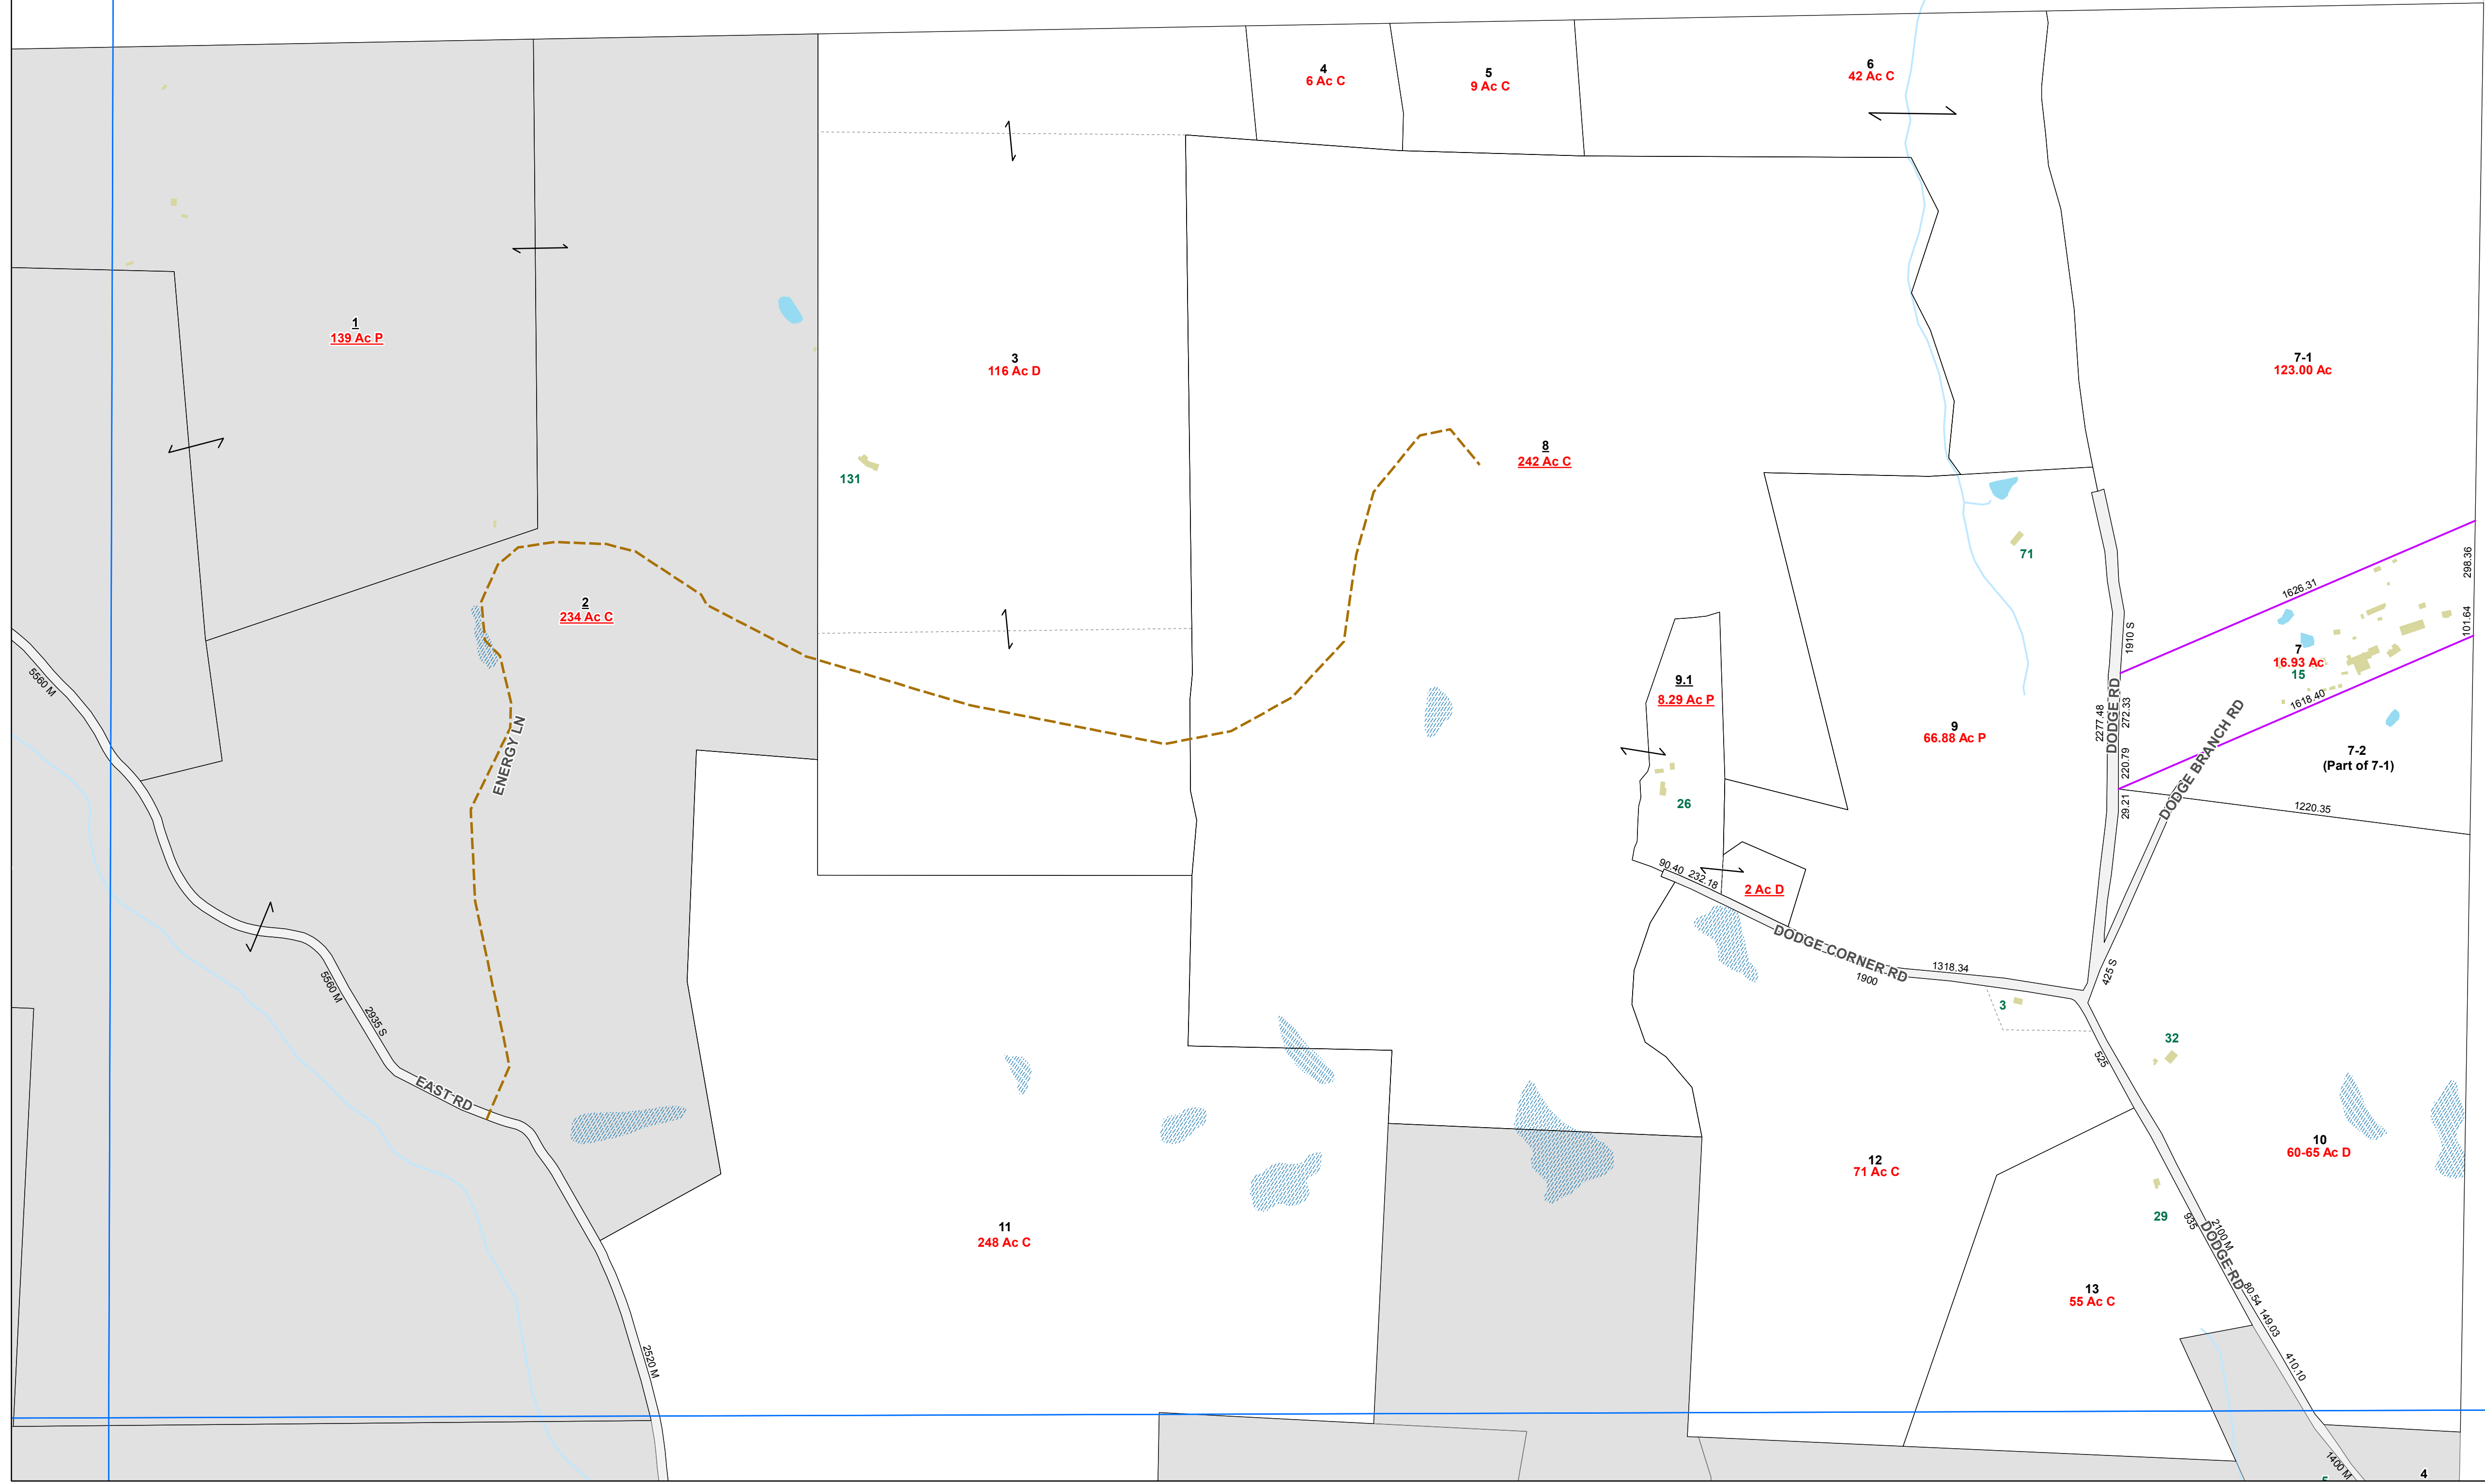 4
6 Ac C
5
9 Ac C
6
42 Ac C
1
139 Ac P
3
116 Ac D
7-1
123.00 Ac
8
242 Ac C
131
71
298.36
1626.31
2
234 Ac C
101.64
1910 S
7
16.93 Ac
15
5560 M
9.1
8.29 Ac P
1618.40
DODGE RD
272.33
2277.48
9
66.88 Ac P
ENERGY LN
DODGE BRANCH RD
7-2
(Part of 7-1)
220.79
26
29.21
1220.35
90.40
232.18
2 Ac D
DODGE CORNER RD
1318.34
1900
425 S
5560 M
2935 S
3
32
525
EAST RD
10
60-65 Ac D
12
71 Ac C
11
248 Ac C
29
935
2100 M
DODGE RD
13
55 Ac C
80.54
149.03
2520 M
410.10
1400 M
4